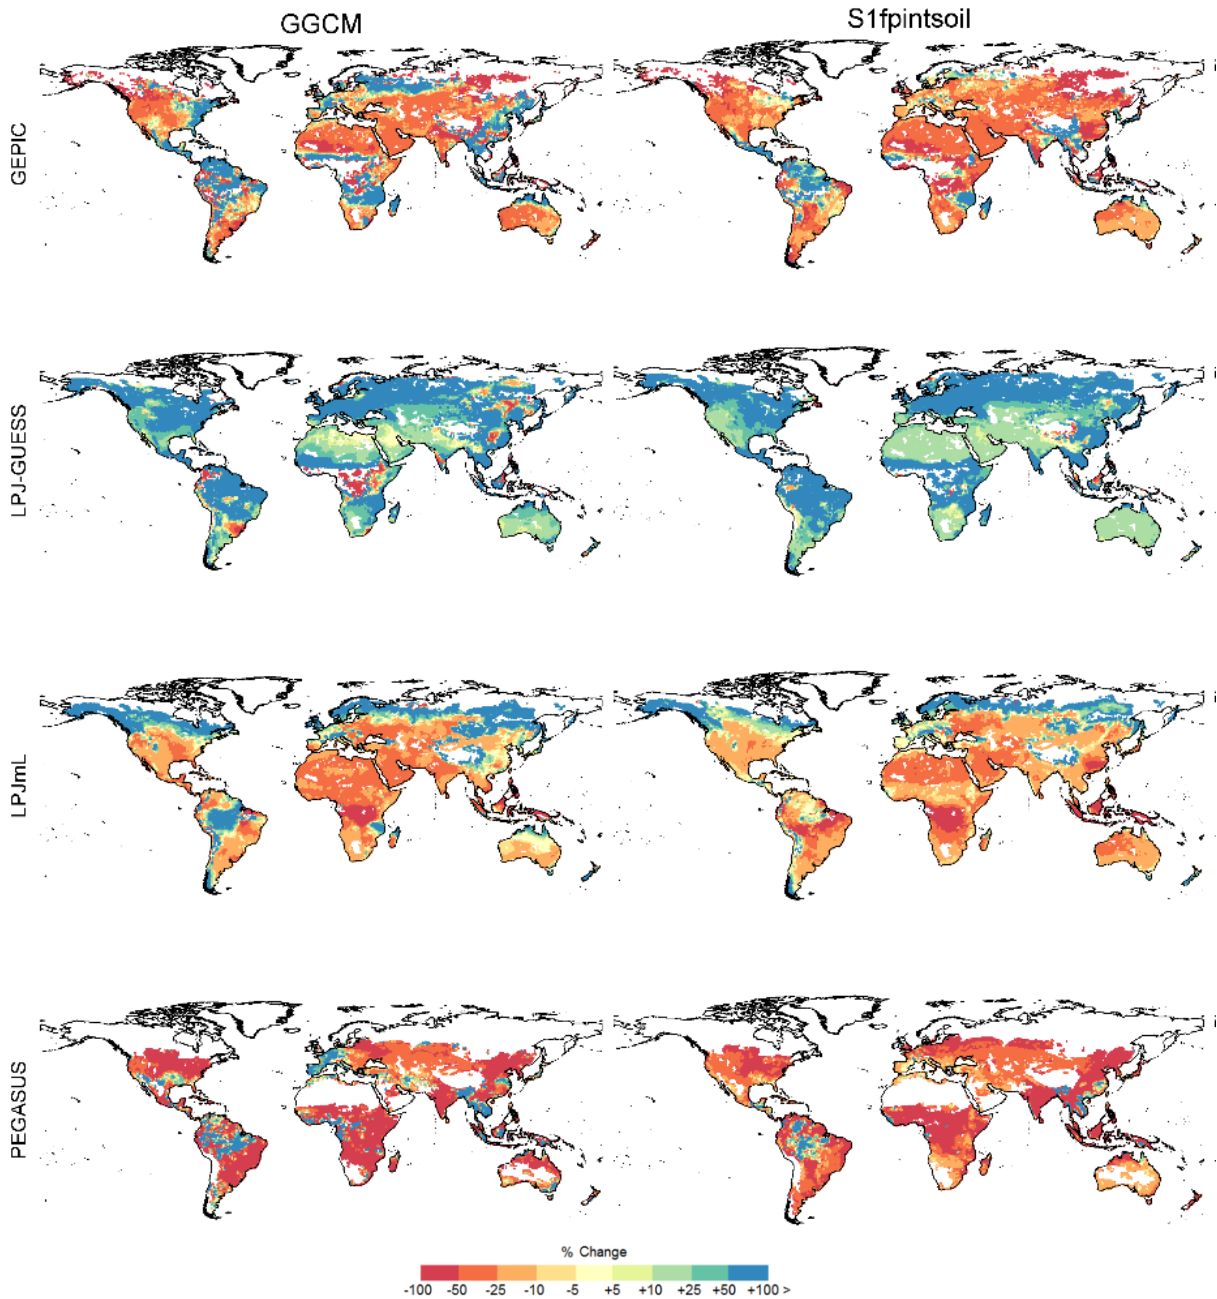 GGCM
S1fpintsoil
GEPIC
LPJ-GUESS
LPJmL
PEGASUS
% Change
-100 -50 -25 -10 -5 +5 +10 +25 +50 +100 >